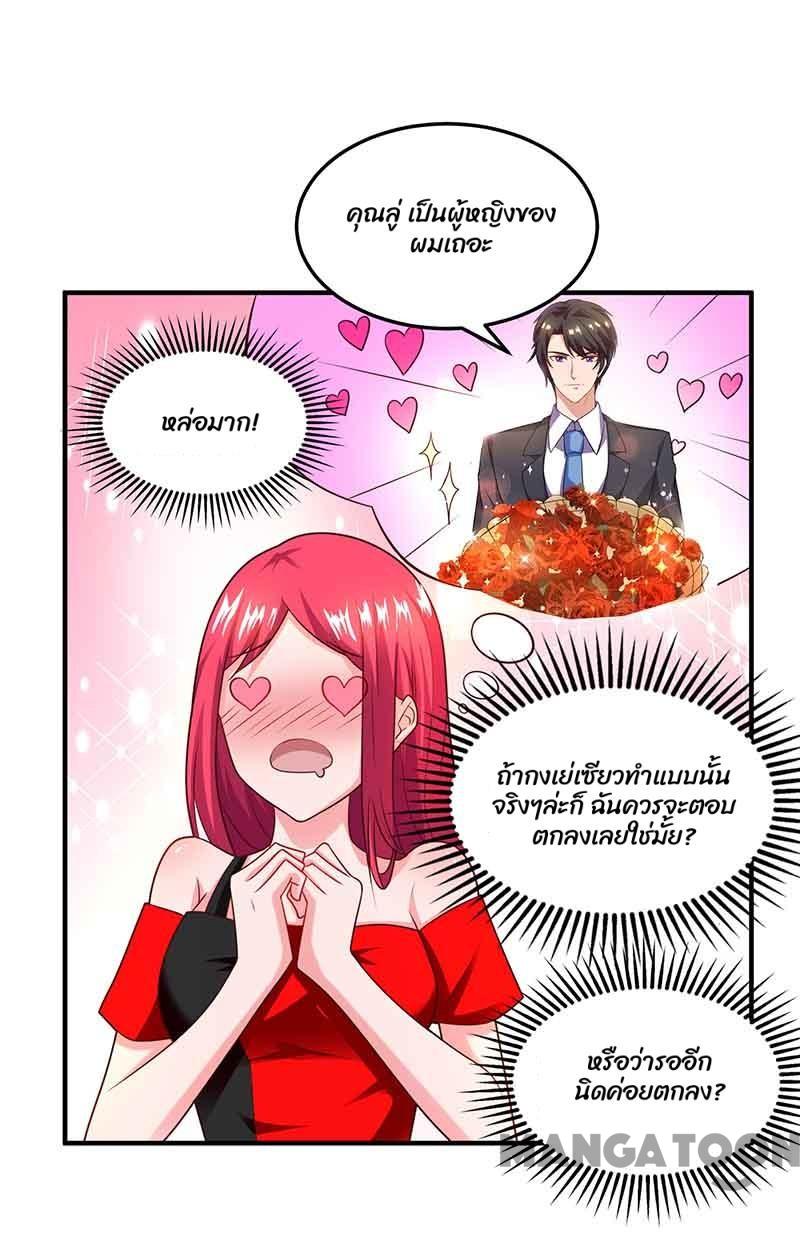 คุณลู่ เป็นผู้หญิงของ
ผมเถอะ
หล่อมาก!
ถ้ากงเย่เซียวทำแบบนั้น
จริงๆล่ะก็ ฉันควรจะตอบ
ตกลงเลยใช่มั้ย?
หรือว่ารออีก
นิดค่อยตกลง?
MANGATOON